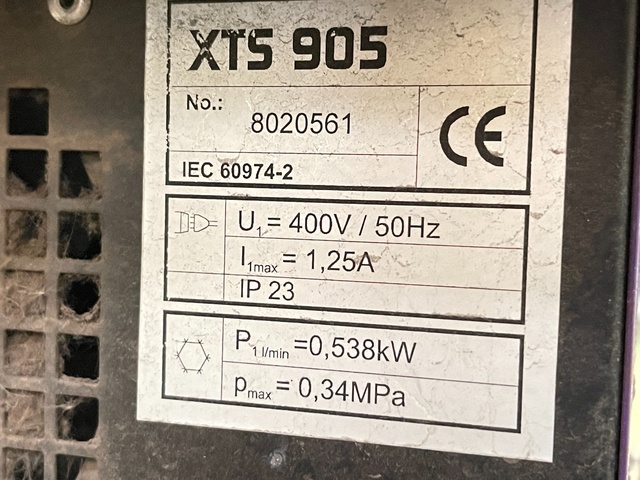 XTS 905
No.:
8020561
CE
IEC 60974-2
U₁ = 400V / 50Hz
I₁max = 1,25A
IP 23
P₁ l/min =0,538kW
pmax = 0,34MPa